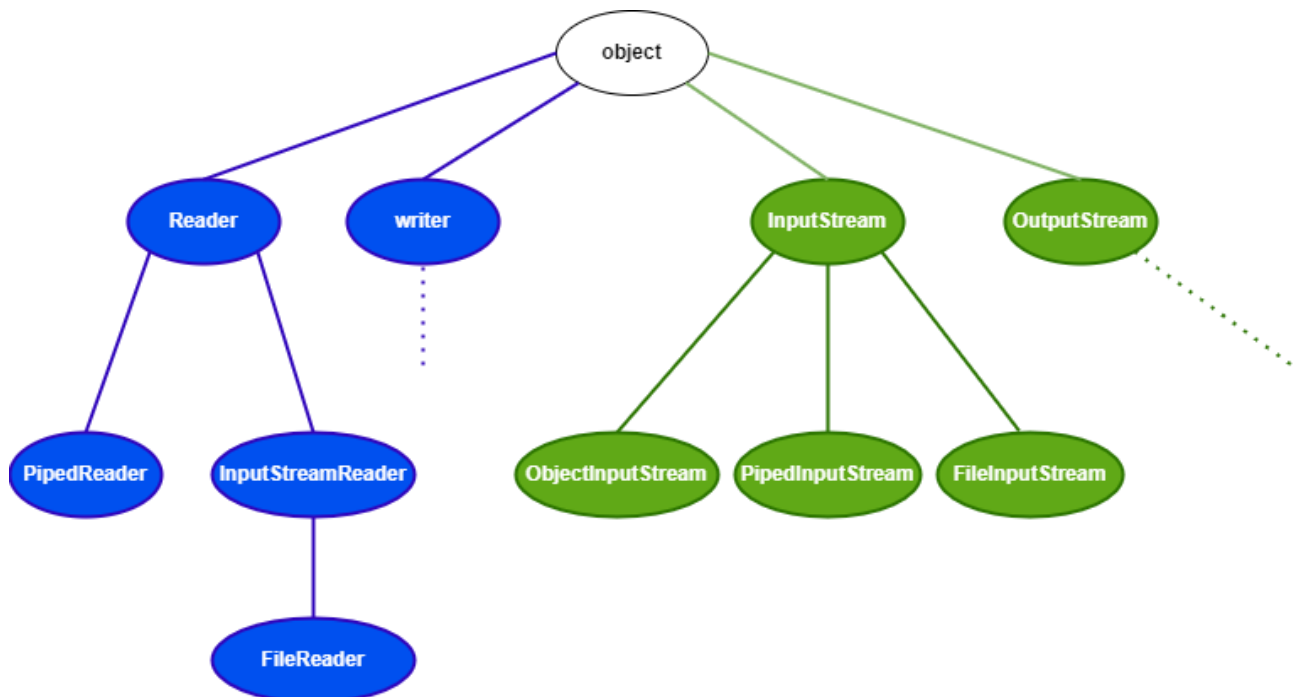 object
Reader
writer
InputStream
OutputStream
PipedReader
InputStreamReader
ObjectInputStream
PipedInputStream
FileInputStream
FileReader